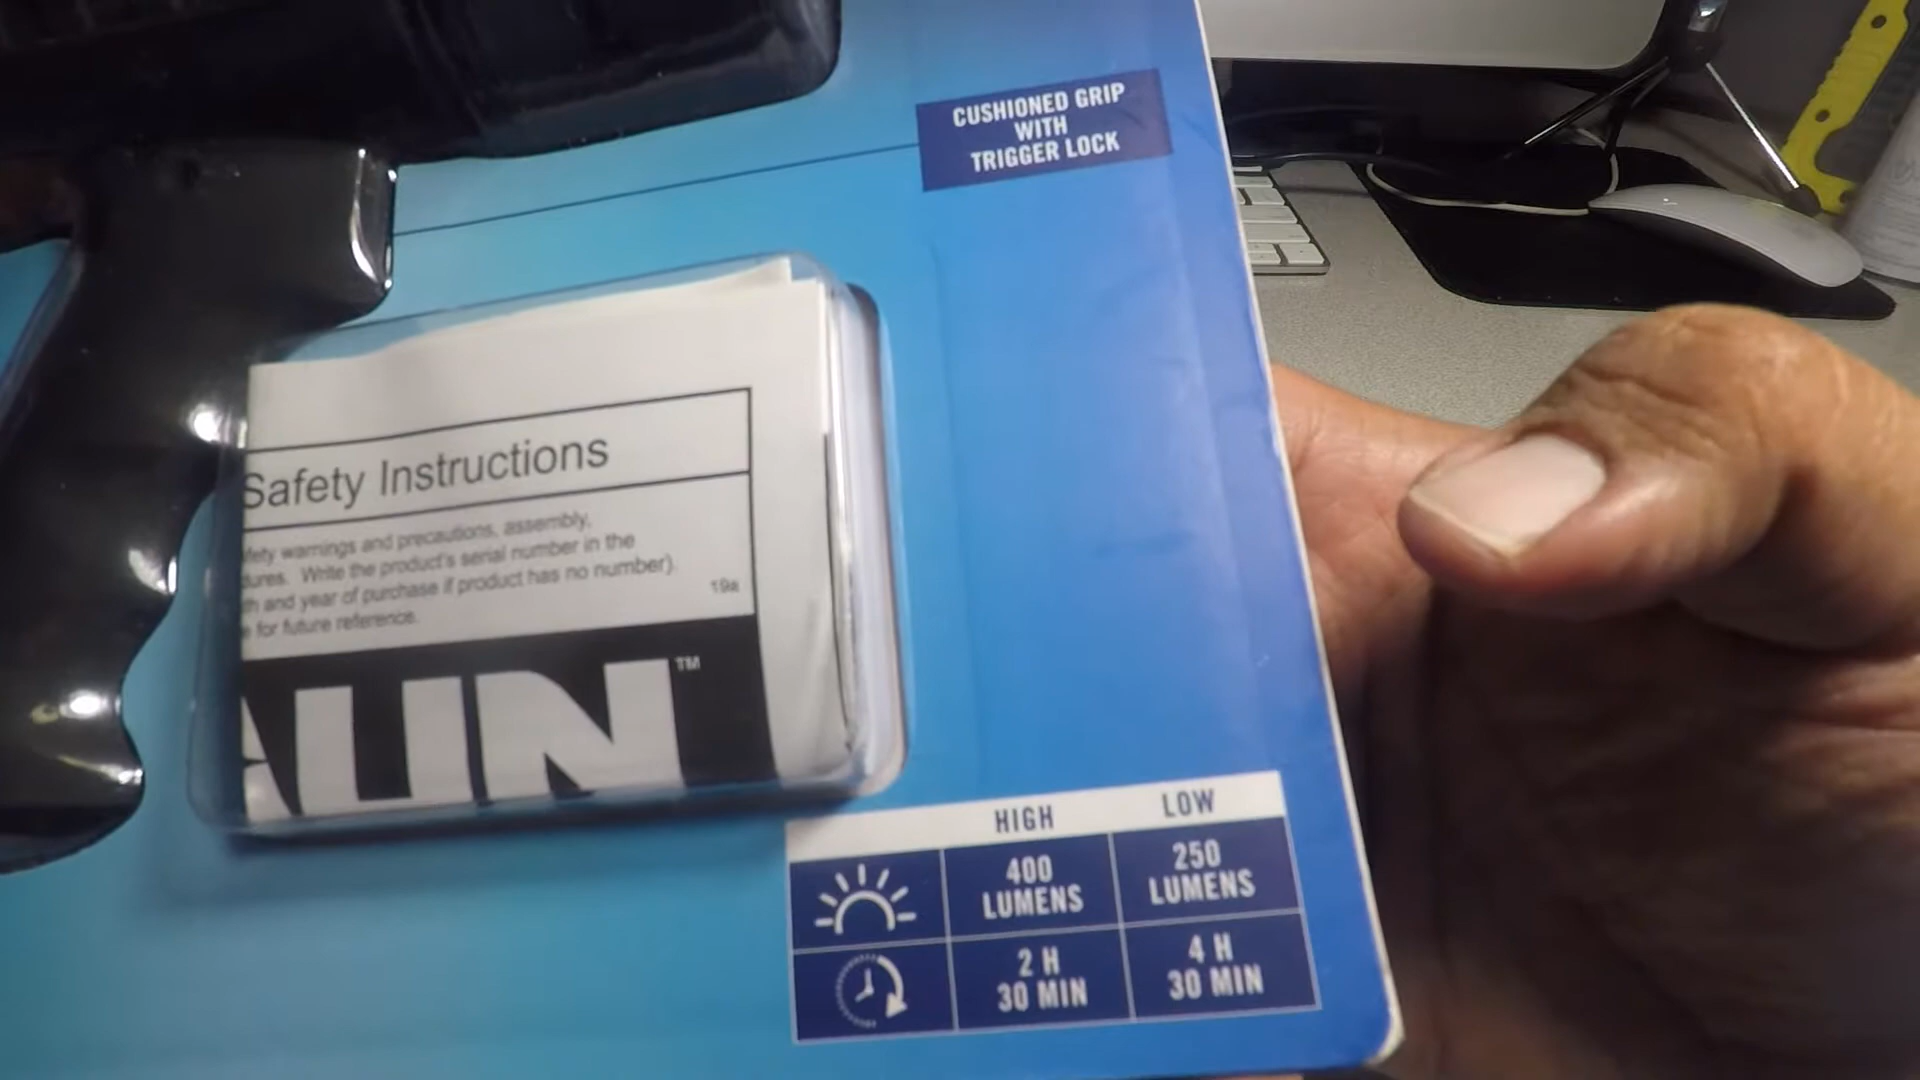 CUSHIONED GRIP
WITH
TRIGGER LOCK
Safety Instructions
warnings and precautions, assembly,
Write the product's serial number in the
and year of purchase if product has no number).
19a
for future reference.
TM
HIGH LOW
400 LUMENS 250 LUMENS
2 H 30 MIN 4 H 30 MIN